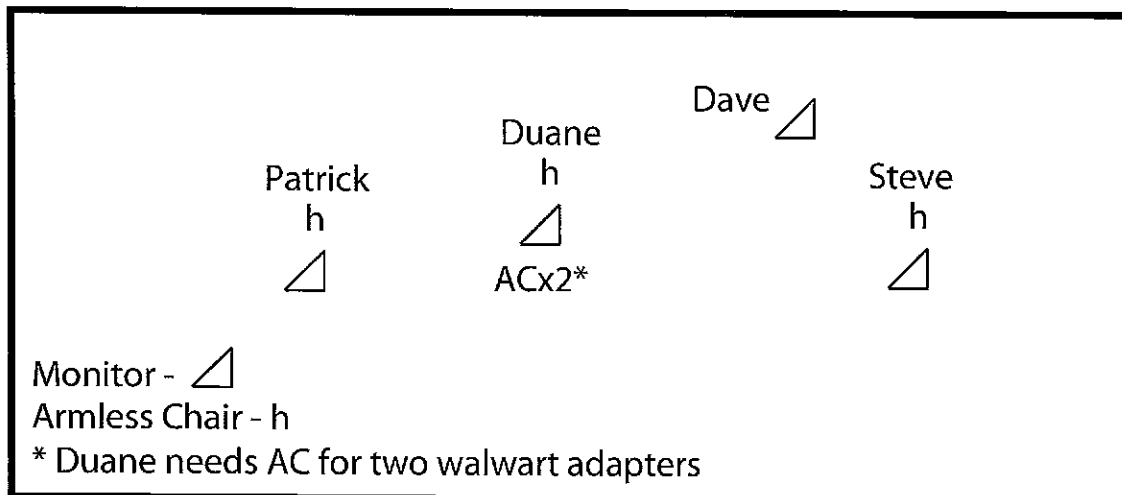 Dave
Duane
h
Patrick
h
Steve
h
ACx2*
Monitor -
Armless Chair - h
* Duane needs AC for two walwart adapters